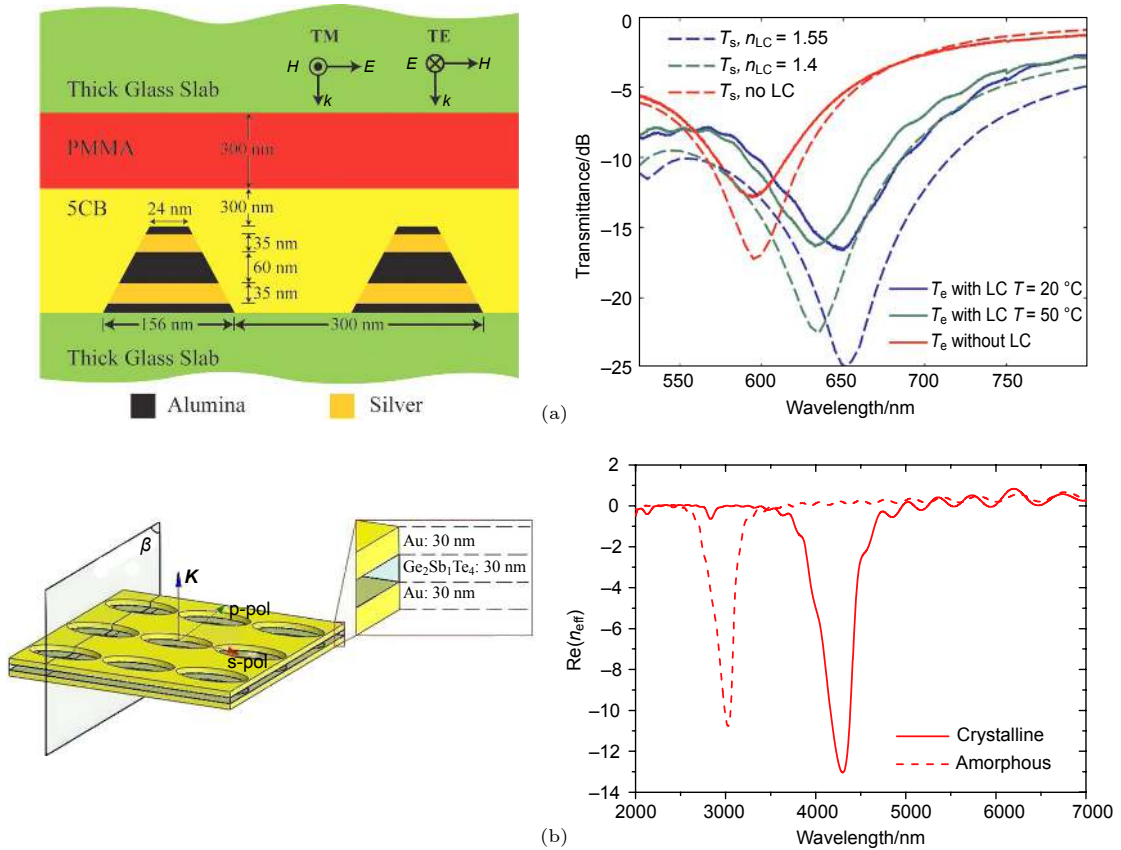 TM
TE
H
E
k
E
H
k
Thick Glass Slab
PMMA
300 nm
5CB
300 nm
24 nm
35 nm
60 nm
35 nm
156 nm
300 nm
Thick Glass Slab
Alumina
Silver
0
−5
−10
−15
−20
−25
Transmittance/dB
Ts, nLC = 1.55
Ts, nLC = 1.4
Ts, no LC
Te with LC T = 20 °C
Te with LC T = 50 °C
Te without LC
550
600
650
700
750
Wavelength/nm
(a)
β
K
p-pol
s-pol
Au: 30 nm
Ge2Sb1Te4: 30 nm
Au: 30 nm
2
0
−2
−4
−6
−8
−10
−12
−14
Re(neff)
Crystalline
Amorphous
2000
3000
4000
5000
6000
7000
Wavelength/nm
(b)